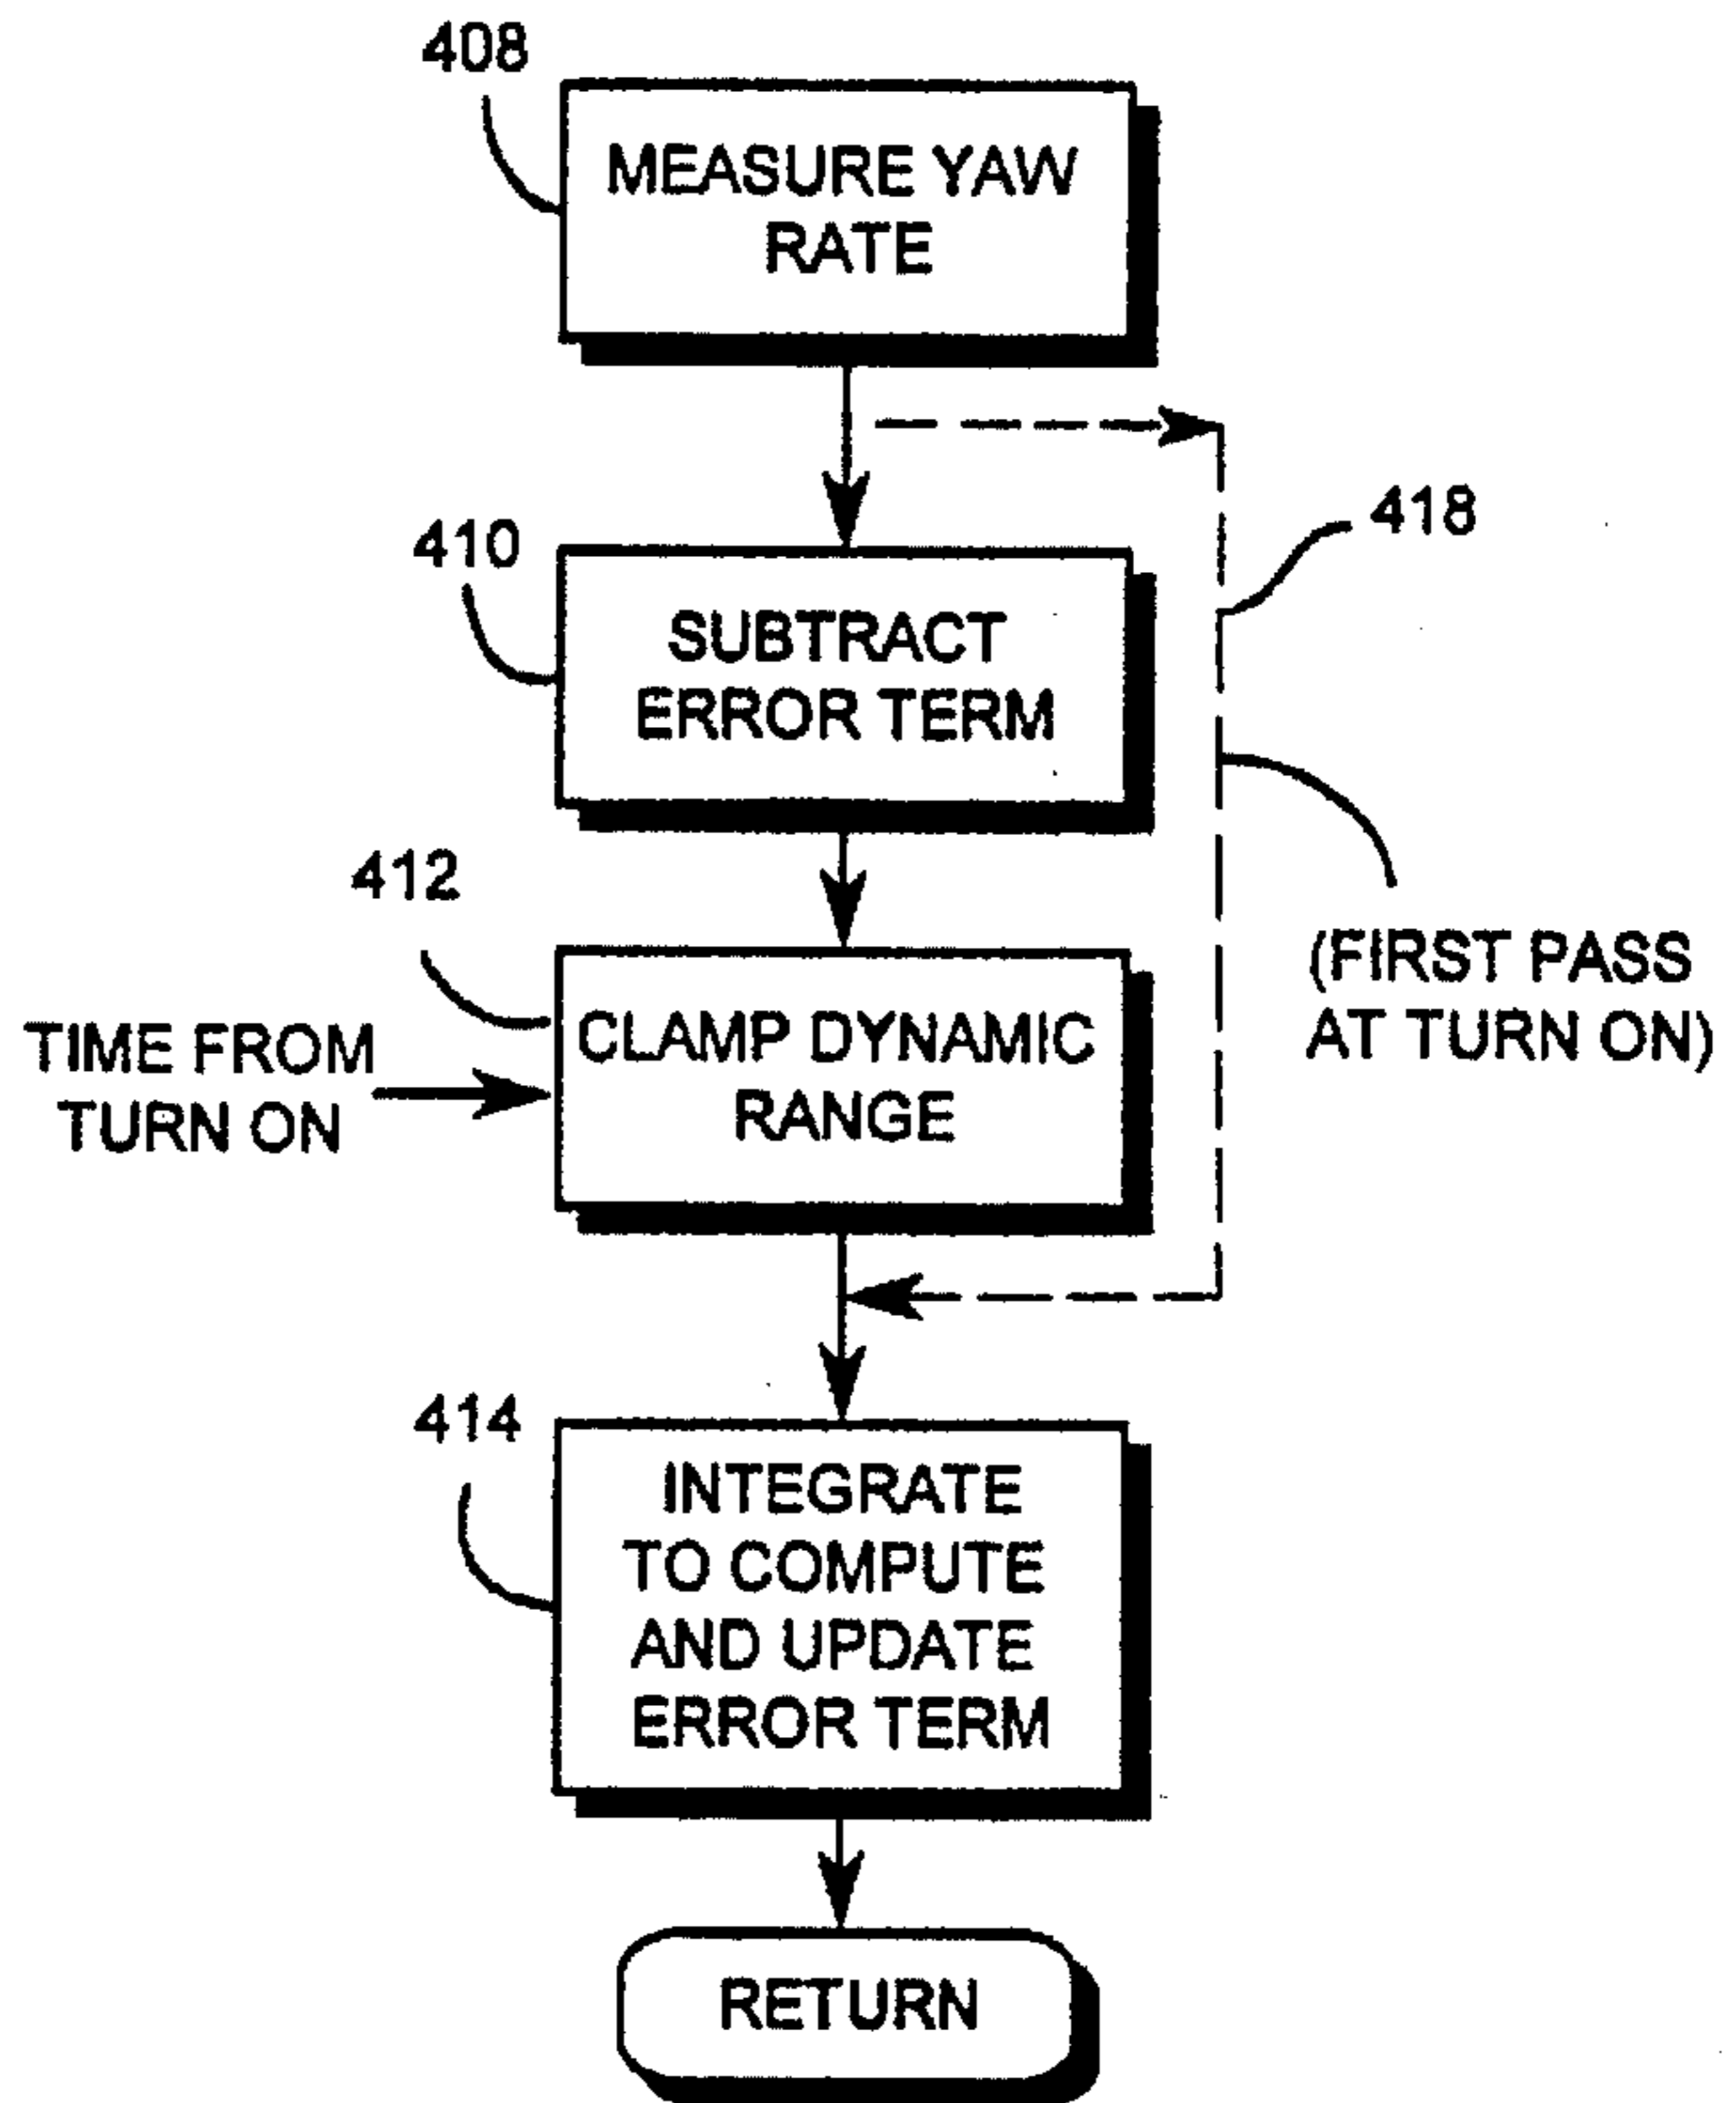 408
MEASURE YAW
RATE
418
410
SUBTRACT
ERROR TERM
412
(FIRST PASS
AT TURN ON)
TIME FROM
TURN ON
CLAMP DYNAMIC
RANGE
414
INTEGRATE
TO COMPUTE
AND UPDATE
ERROR TERM
RETURN